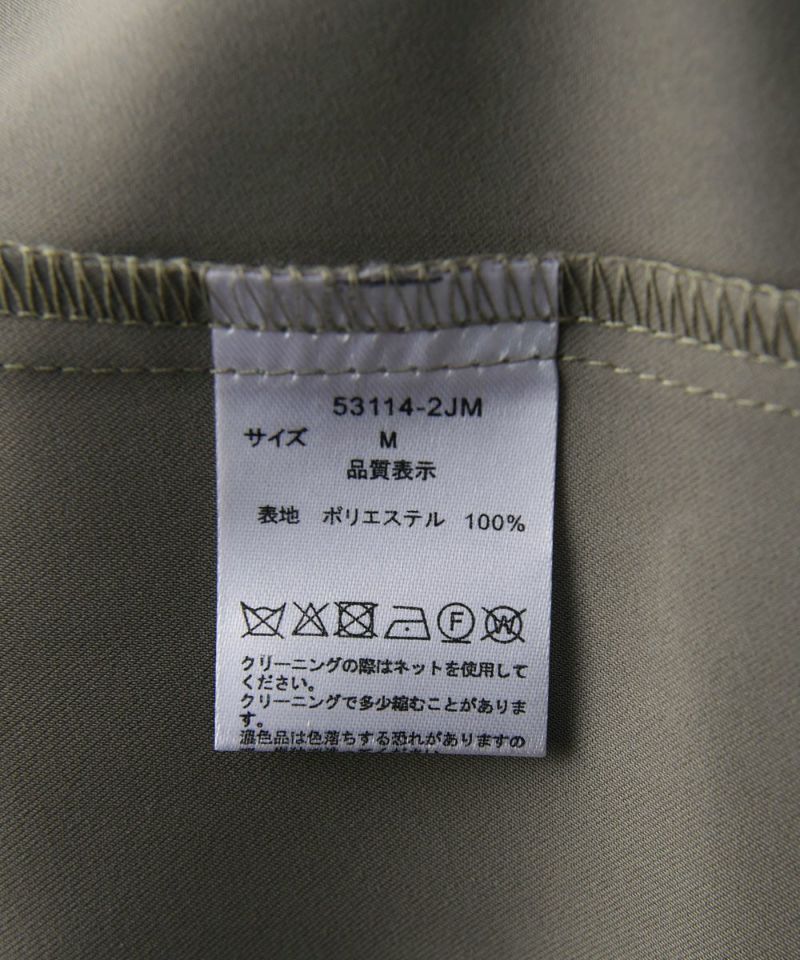 53114-2JM
サイズ M
品質表示
表地 ポリエステル 100%
F W
クリーニングの際はネットを使用して
ください。
クリーニングで多少縮むことがありま
す。
濃色品は色落ちする恐れがありますの